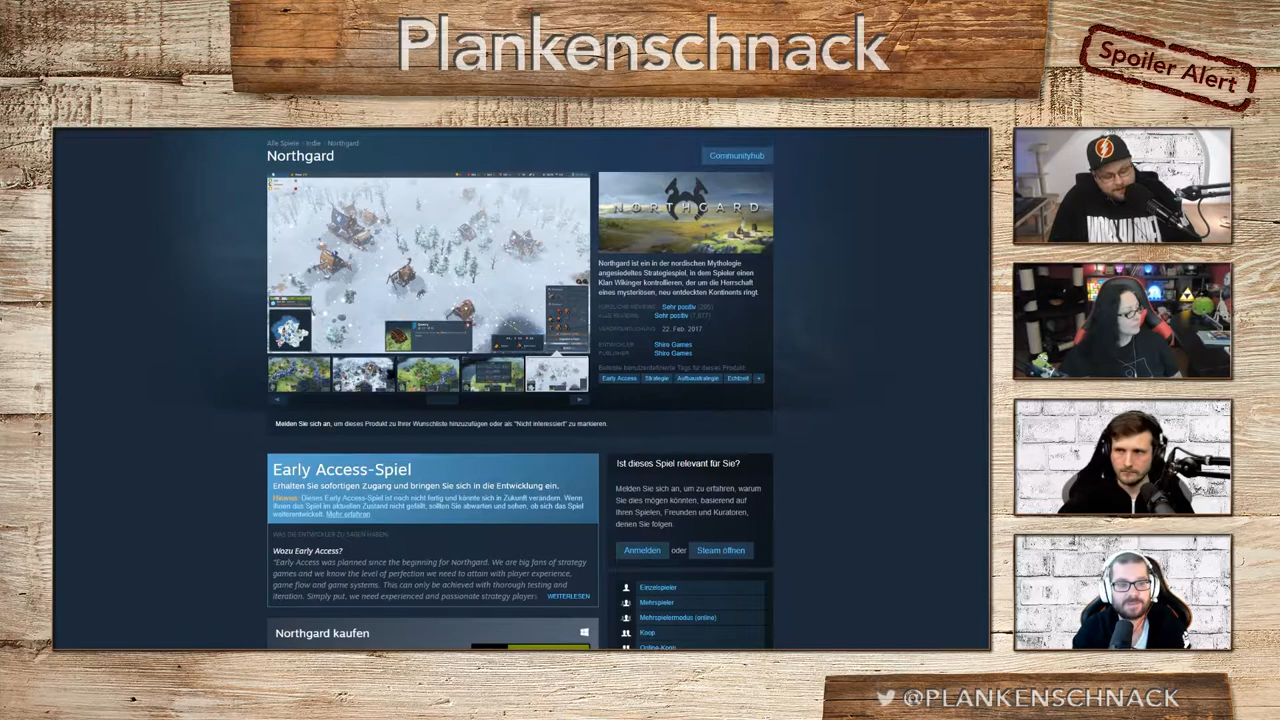 Plankenschnack
Spoiler Alert
Alle Spiele · Indie · Northgard
Northgard
Communityhub
NORTHGARD
Northgard ist ein in der nordischen Mythologie
angesiedeltes Strategiespiel, in dem Spieler einen
Klan Wikinger kontrollieren, der um die Herrschaft
eines mysteriösen, neu entdeckten Kontinents ringt.
Sehr positiv
Sehr positiv
VERÖFFENTLICHUNG: 22. Feb. 2017
ENTWICKLER: Shiro Games
PUBLISHER: Shiro Games
Beliebte benutzerdefinierte Tags für dieses Produkt:
Early Access Strategie Aufbaustrategie Echtzeit +
Melden Sie sich an, um dieses Produkt zu Ihrer Wunschliste hinzuzufügen oder als "Nicht interessiert" zu markieren.
Early Access-Spiel
Erhalten Sie sofortigen Zugang und bringen Sie sich in die Entwicklung ein.
Hinweis: Dieses Early Access-Spiel ist noch nicht fertig und könnte sich in Zukunft verändern. Wenn
Ihnen das Spiel im aktuellen Zustand nicht gefällt, sollten Sie abwarten und sehen, ob sich das Spiel
weiterentwickelt. Mehr erfahren
WAS DIE ENTWICKLER ZU SAGEN HABEN:
Wozu Early Access?
"Early Access was planned since the beginning for Northgard. We are big fans of strategy
games and we know the level of perfection we need to attain with player experience,
game flow and game systems. This can only be achieved with thorough testing and
iteration. Simply put, we need experienced and passionate strategy players
WEITERLESEN
Northgard kaufen
Ist dieses Spiel relevant für Sie?
Melden Sie sich an, um zu erfahren, warum
Sie dies mögen könnten, basierend auf
Ihren Spielen, Freunden und Kuratoren,
denen Sie folgen.
Anmelden oder Steam öffnen
Einzelspieler
Mehrspieler
Mehrspielermodus (online)
Koop
Online-Koop
@PLANKENSCHNACK